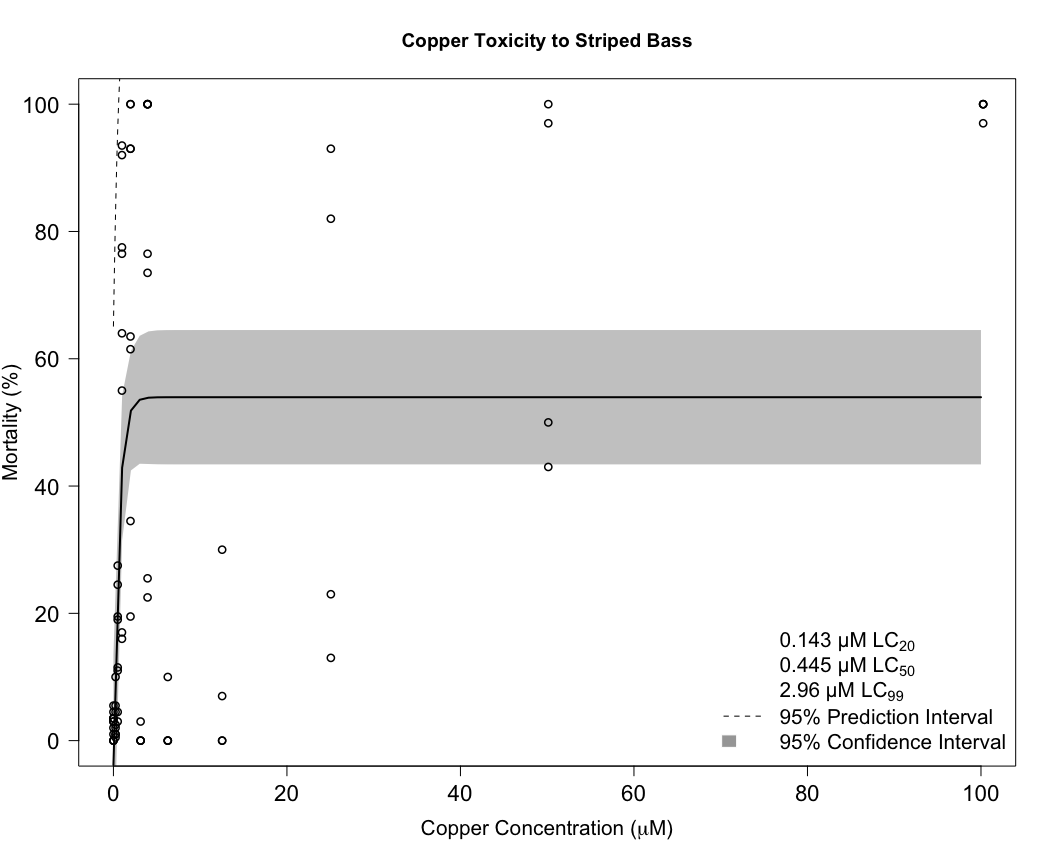 Copper Toxicity to Striped Bass
100
80
60
40
20
0
Mortality (%)
0.143 µM LC20
0.445 µM LC50
2.96 µM LC99
95% Prediction Interval
95% Confidence Interval
0 20 40 60 80 100
Copper Concentration (µM)